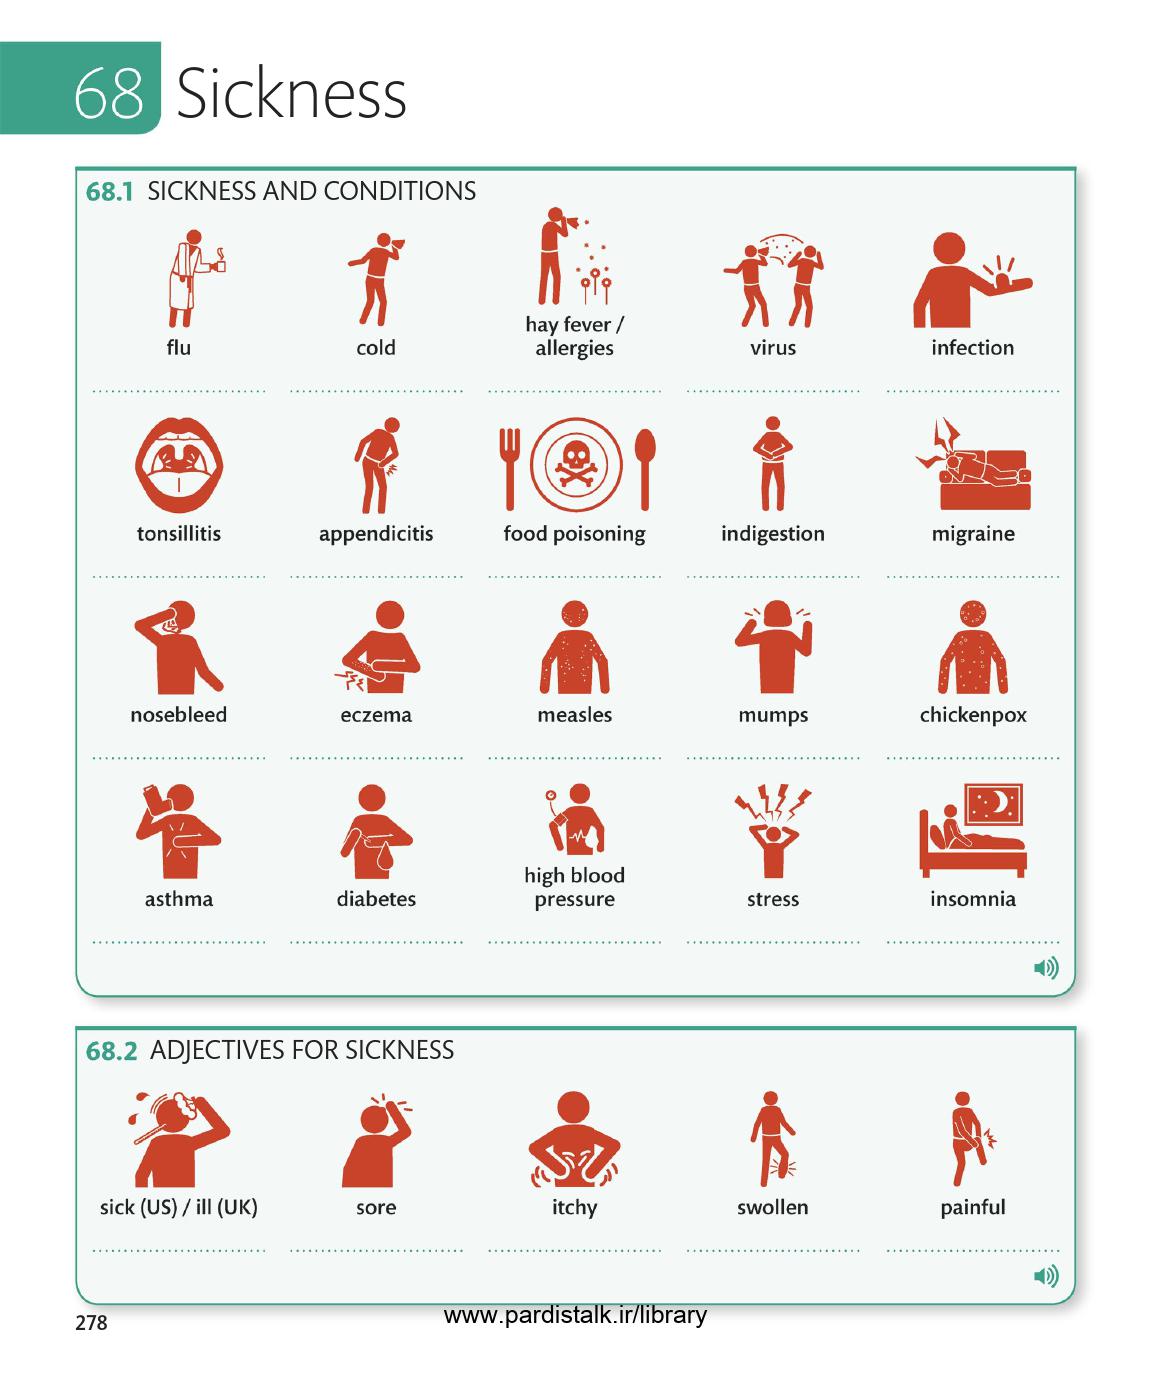 68 Sickness
68.1 SICKNESS AND CONDITIONS
flu
cold
hay fever /
allergies
virus
infection
tonsillitis
appendicitis
food poisoning
indigestion
migraine
nosebleed
eczema
measles
mumps
chickenpox
asthma
diabetes
high blood
pressure
stress
insomnia
68.2 ADJECTIVES FOR SICKNESS
sick (US) / ill (UK)
sore
itchy
swollen
painful
278
www.pardistalk.ir/library